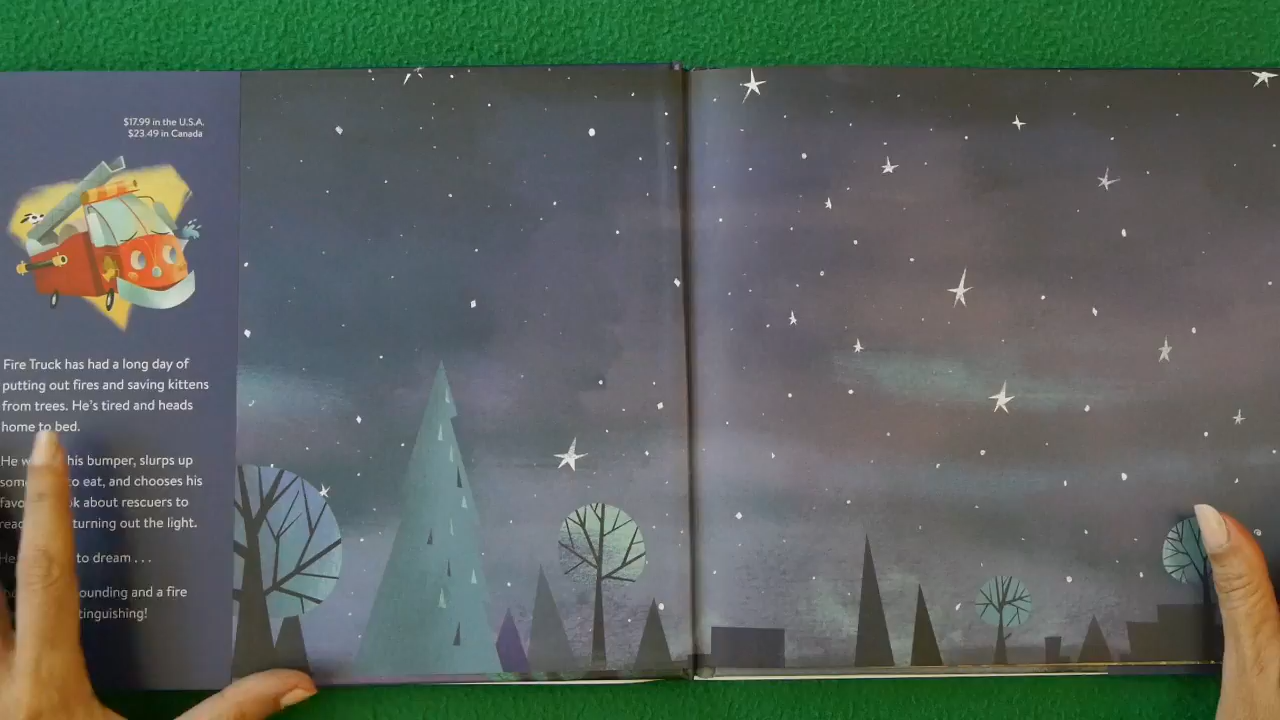 $17.99 in the U.S.A.
$23.49 in Canada
Fire Truck has had a long day of
putting out fires and saving kittens
from trees. He's tired and heads
home to bed.
He his bumper, slurps up
to eat, and chooses his
about rescuers to
turning out the light.
to dream . . .
and a fire